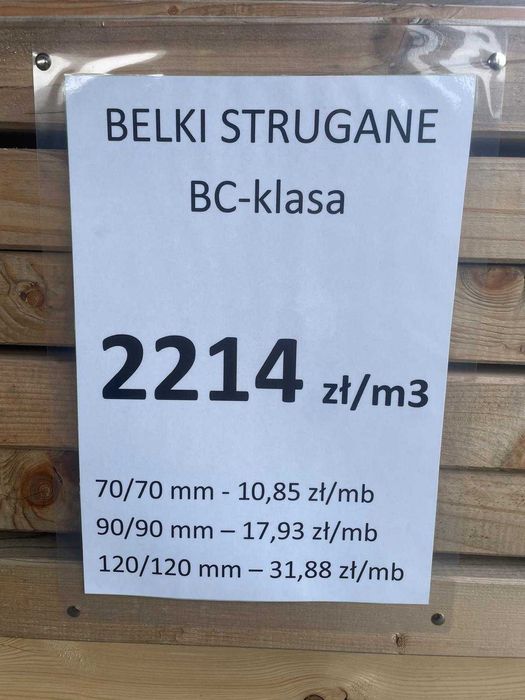 BELKI STRUGANE
BC-klasa
2214 zł/m3
70/70 mm - 10,85 zł/mb
90/90 mm – 17,93 zł/mb
120/120 mm – 31,88 zł/mb